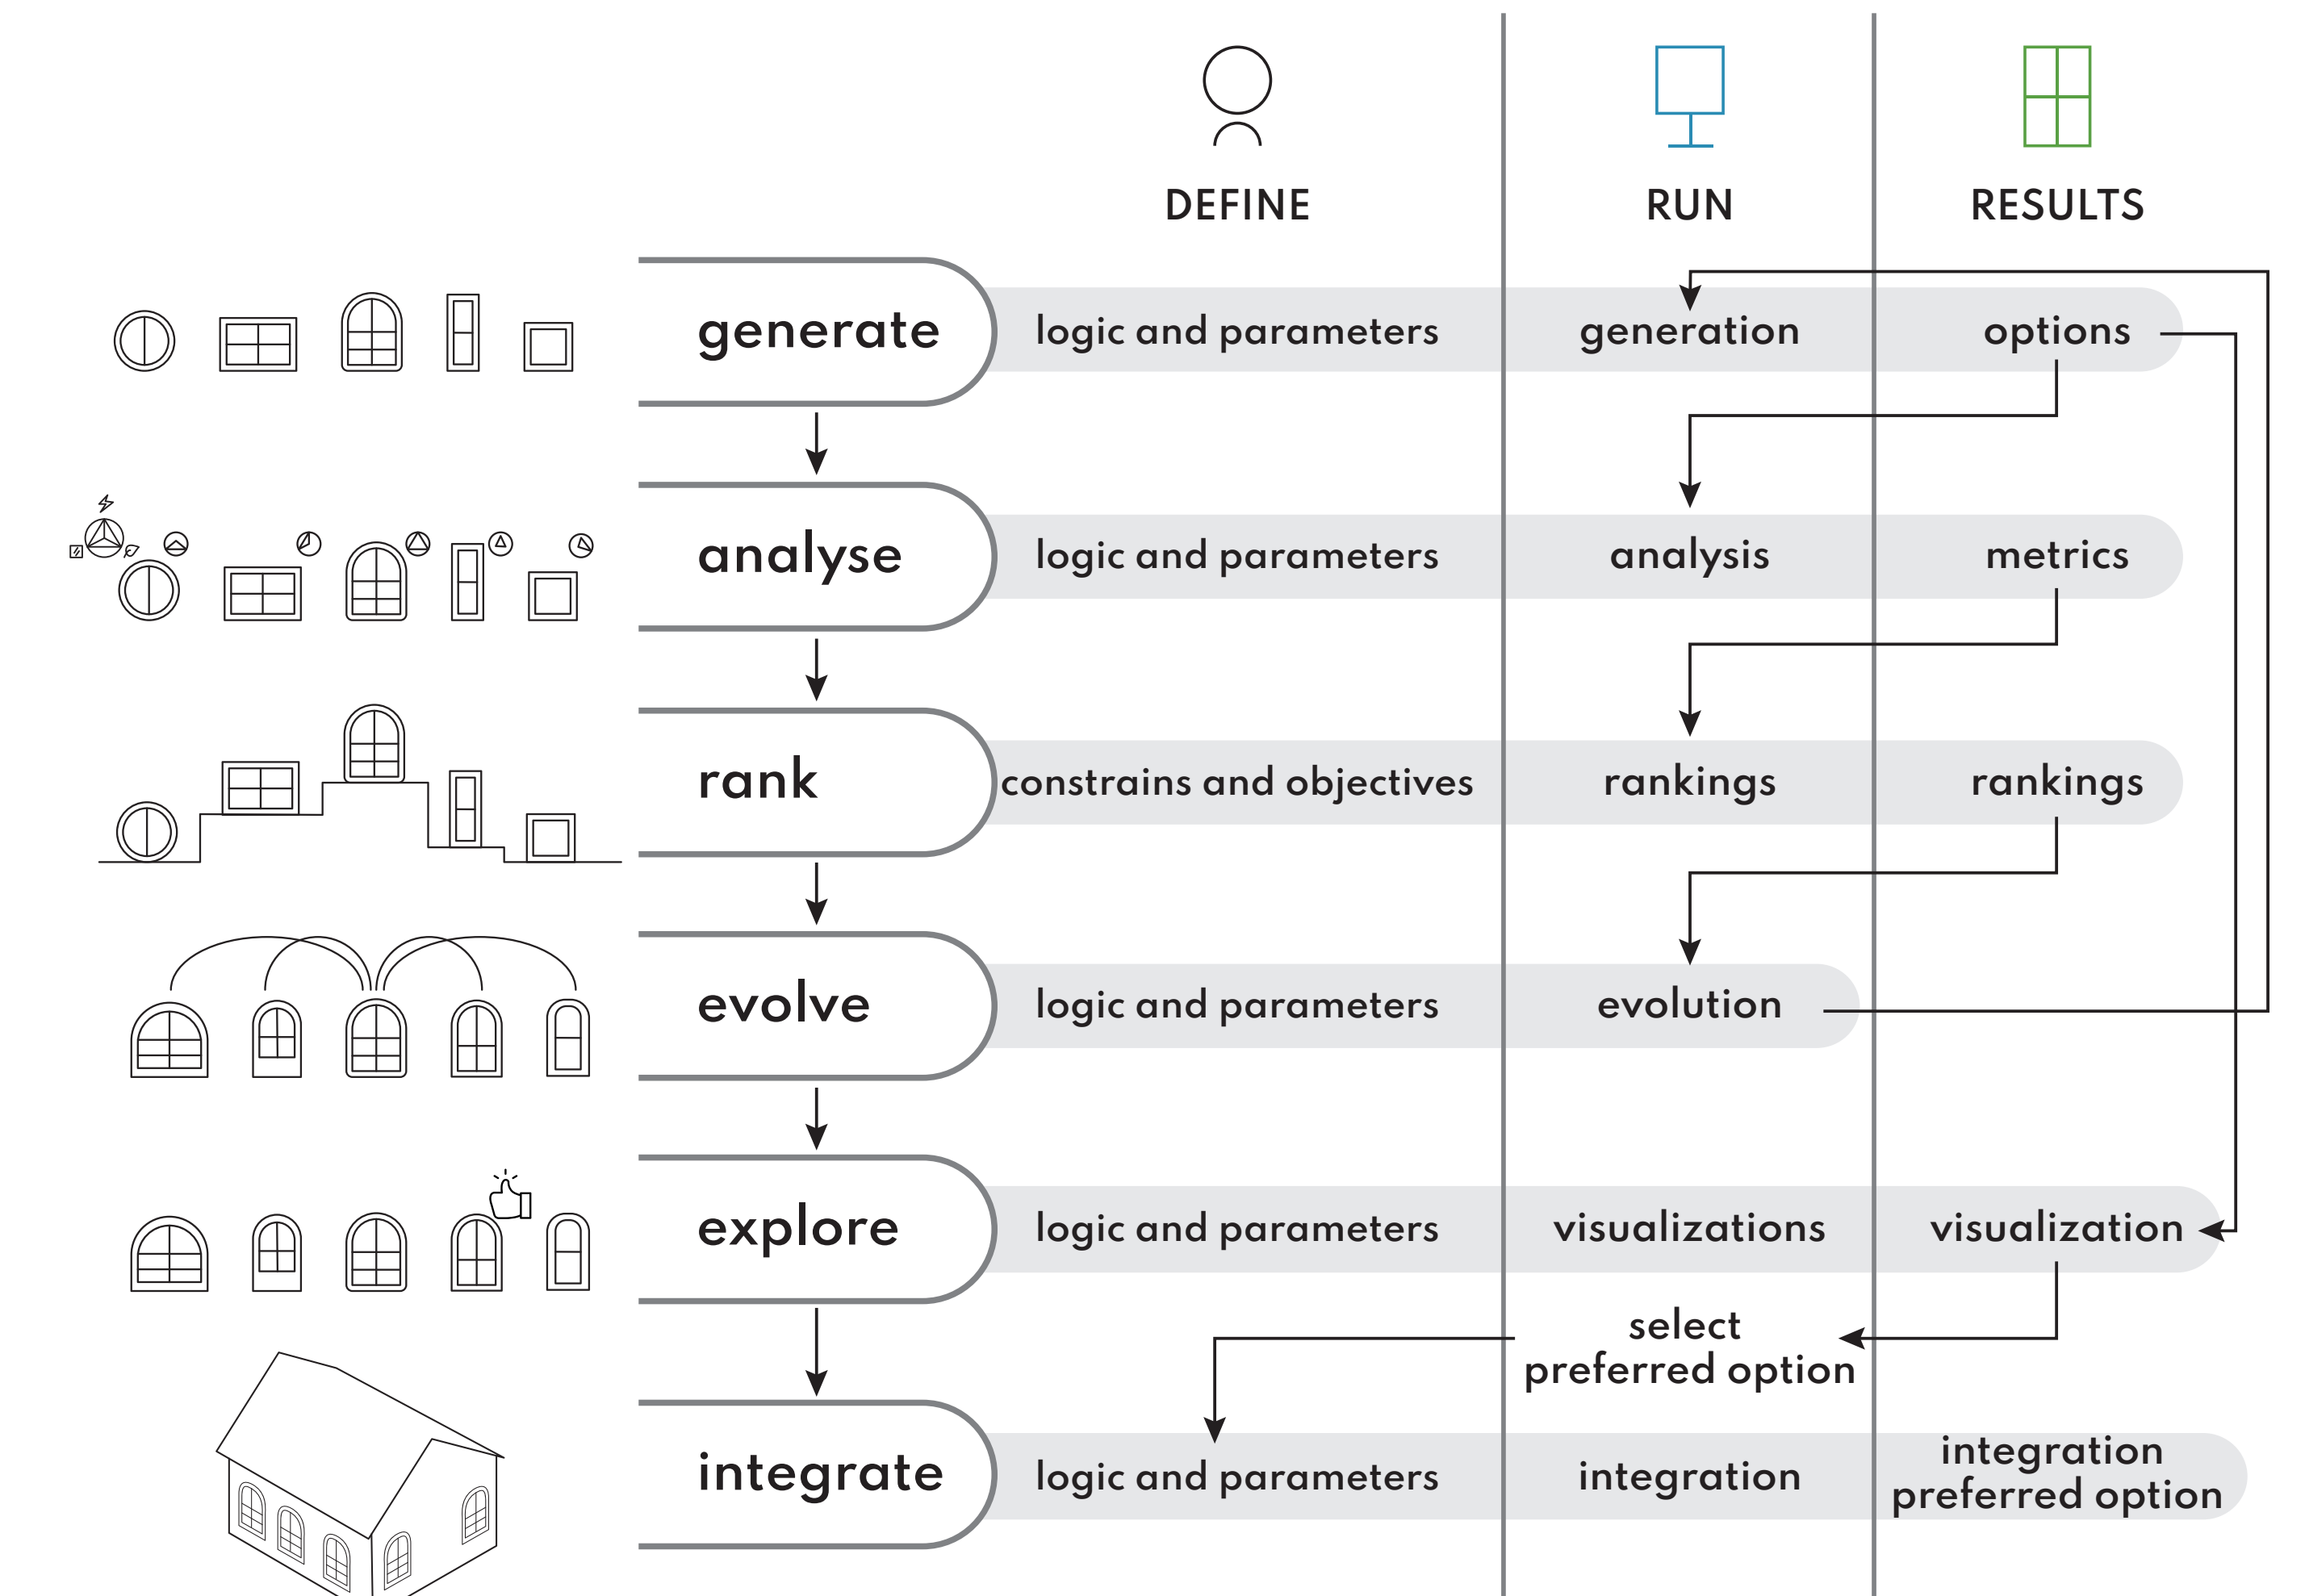 DEFINE
RUN
RESULTS
generate
logic and parameters
generation
options
analyse
logic and parameters
analysis
metrics
rank
constrains and objectives
rankings
rankings
evolve
logic and parameters
evolution
explore
logic and parameters
visualizations
visualization
select
preferred option
integrate
logic and parameters
integration
integration
preferred option